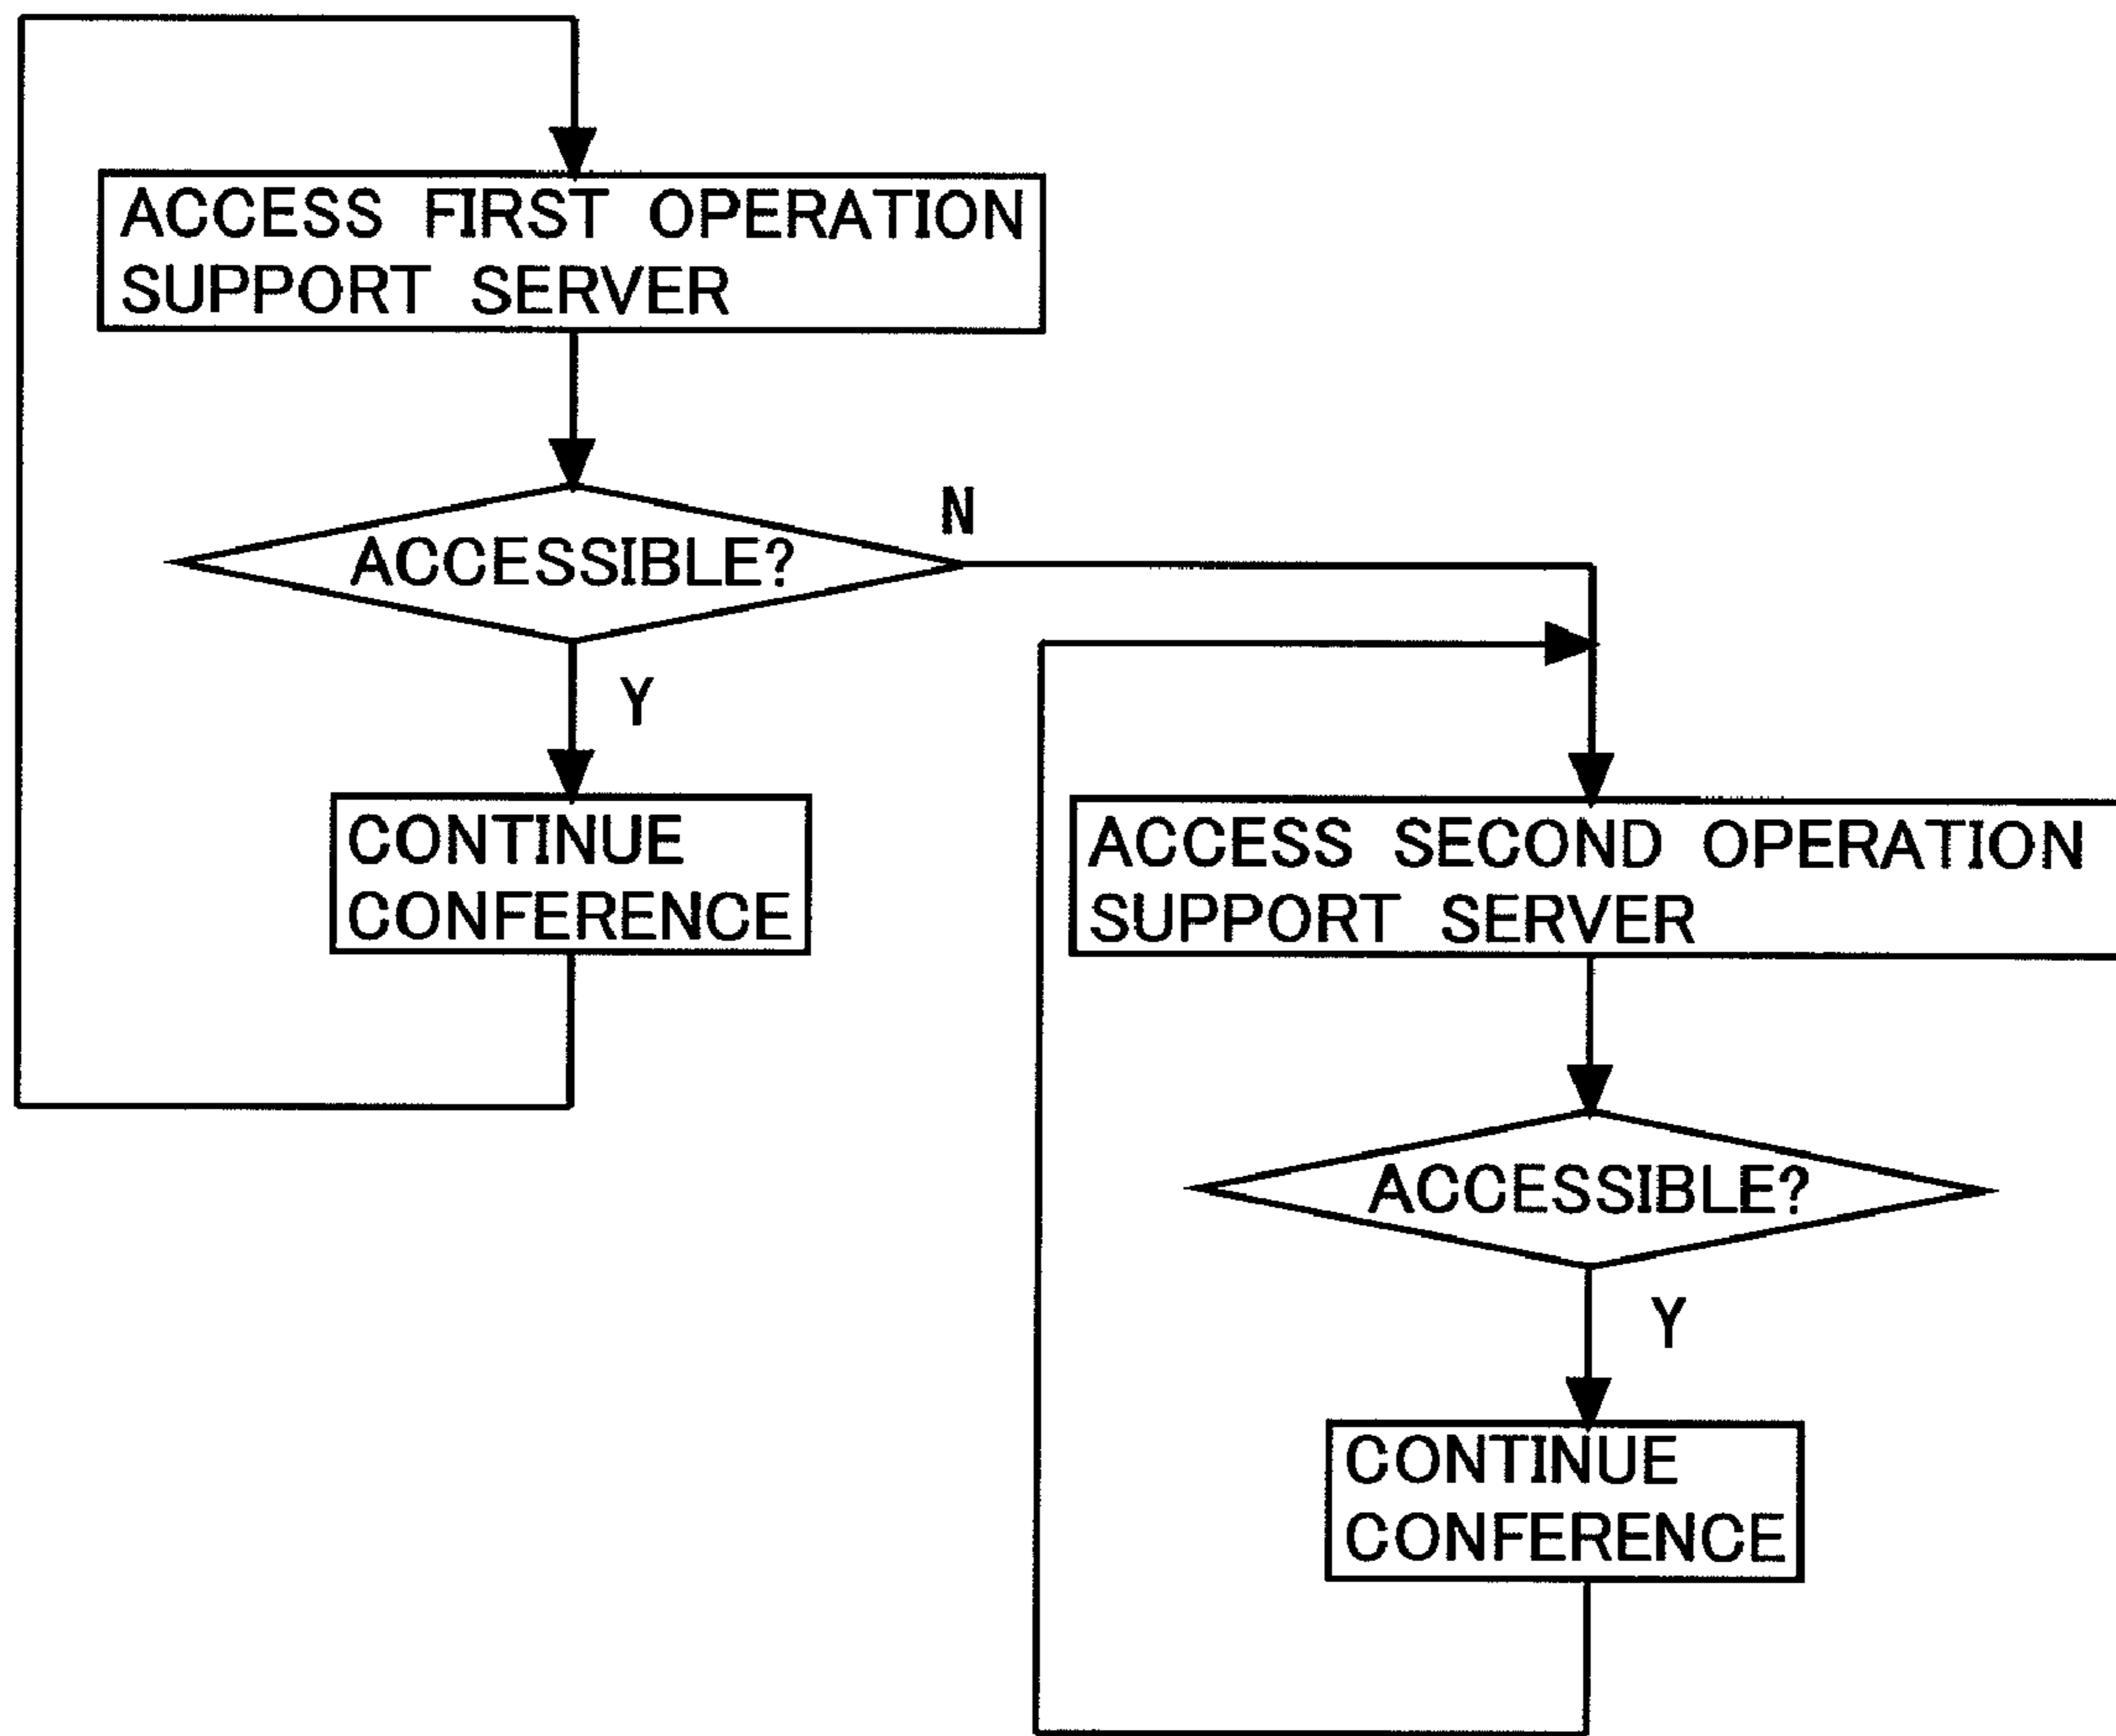 ACCESS FIRST OPERATION
SUPPORT SERVER
ACCESSIBLE?
N
Y
CONTINUE
CONFERENCE
ACCESS SECOND OPERATION
SUPPORT SERVER
ACCESSIBLE?
Y
CONTINUE
CONFERENCE